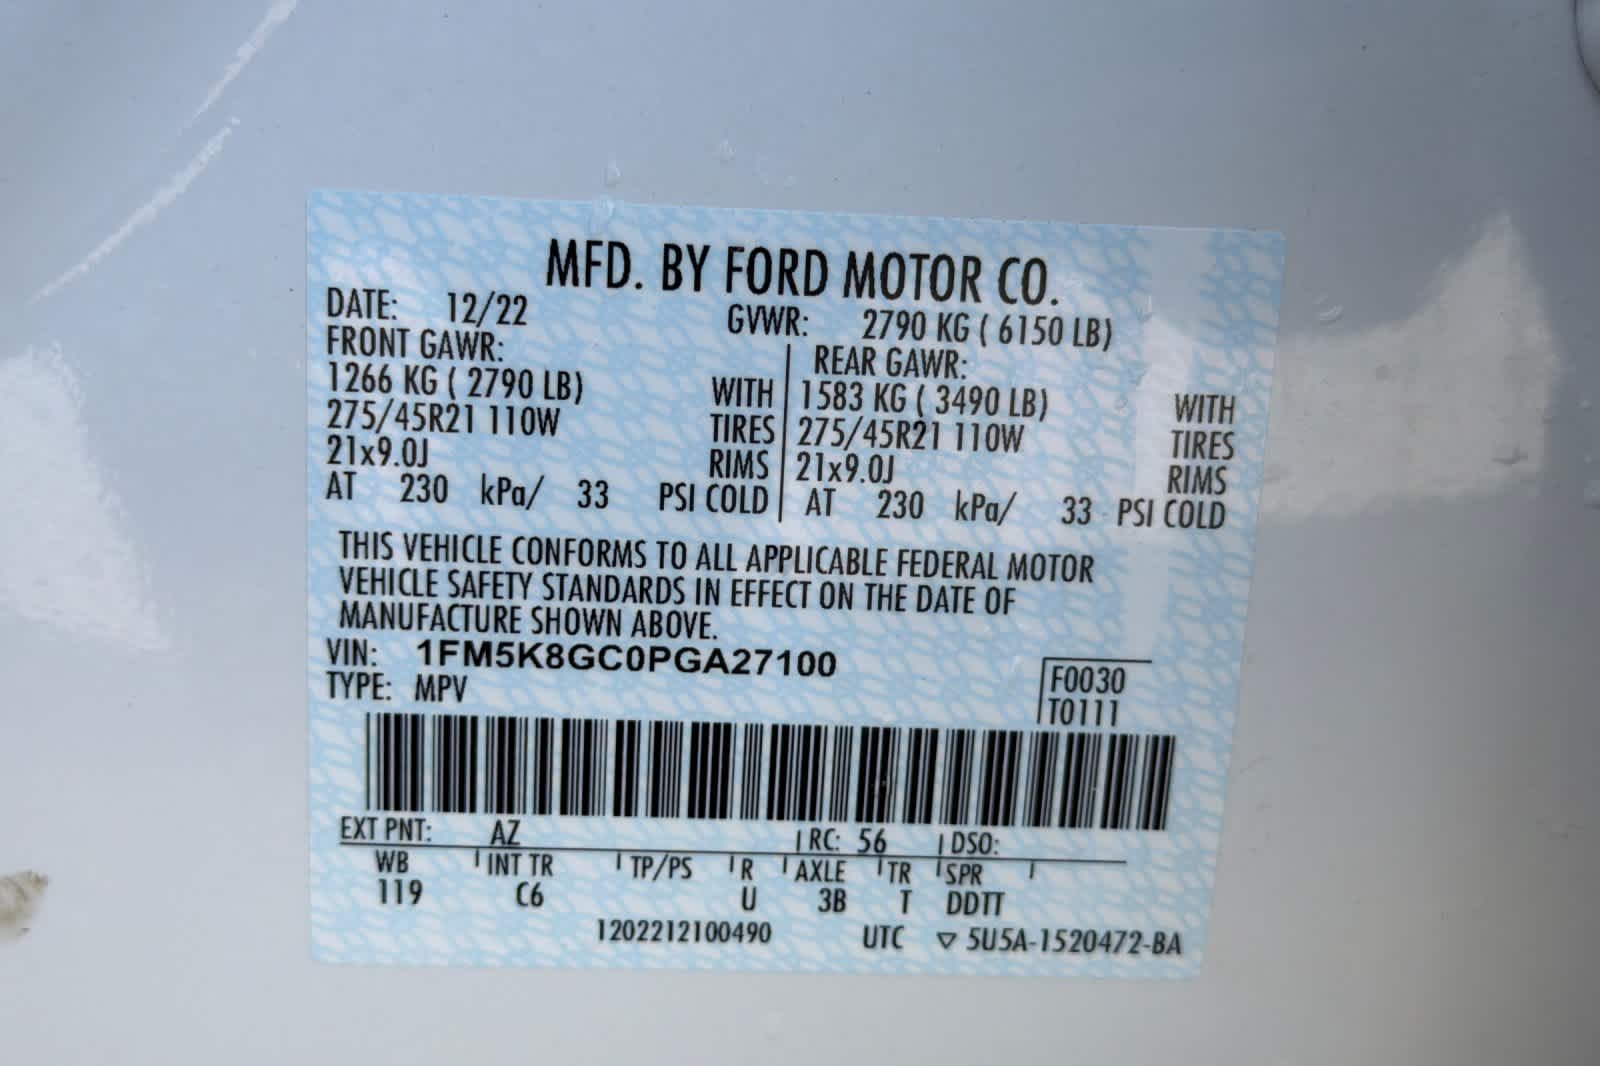 MFD. BY FORD MOTOR CO.
DATE: 12/22 GVWR: 2790 KG ( 6150 LB)
FRONT GAWR: REAR GAWR:
1266 KG ( 2790 LB) WITH 1583 KG ( 3490 LB) WITH
275/45R21 110W TIRES 275/45R21 110W TIRES
21x9.0J RIMS 21x9.0J RIMS
AT 230 kPa/ 33 PSI COLD AT 230 kPa/ 33 PSI COLD
THIS VEHICLE CONFORMS TO ALL APPLICABLE FEDERAL MOTOR
VEHICLE SAFETY STANDARDS IN EFFECT ON THE DATE OF
MANUFACTURE SHOWN ABOVE.
VIN: 1FM5K8GC0PGA27100
TYPE: MPV
F0030
T0111
EXT PNT: AZ RC: 56 DSO:
WB INT TR TP/PS R AXLE TR SPR
119 C6 U 3B T DDTT
1202212100490 UTC ▽ 5U5A-1520472-BA